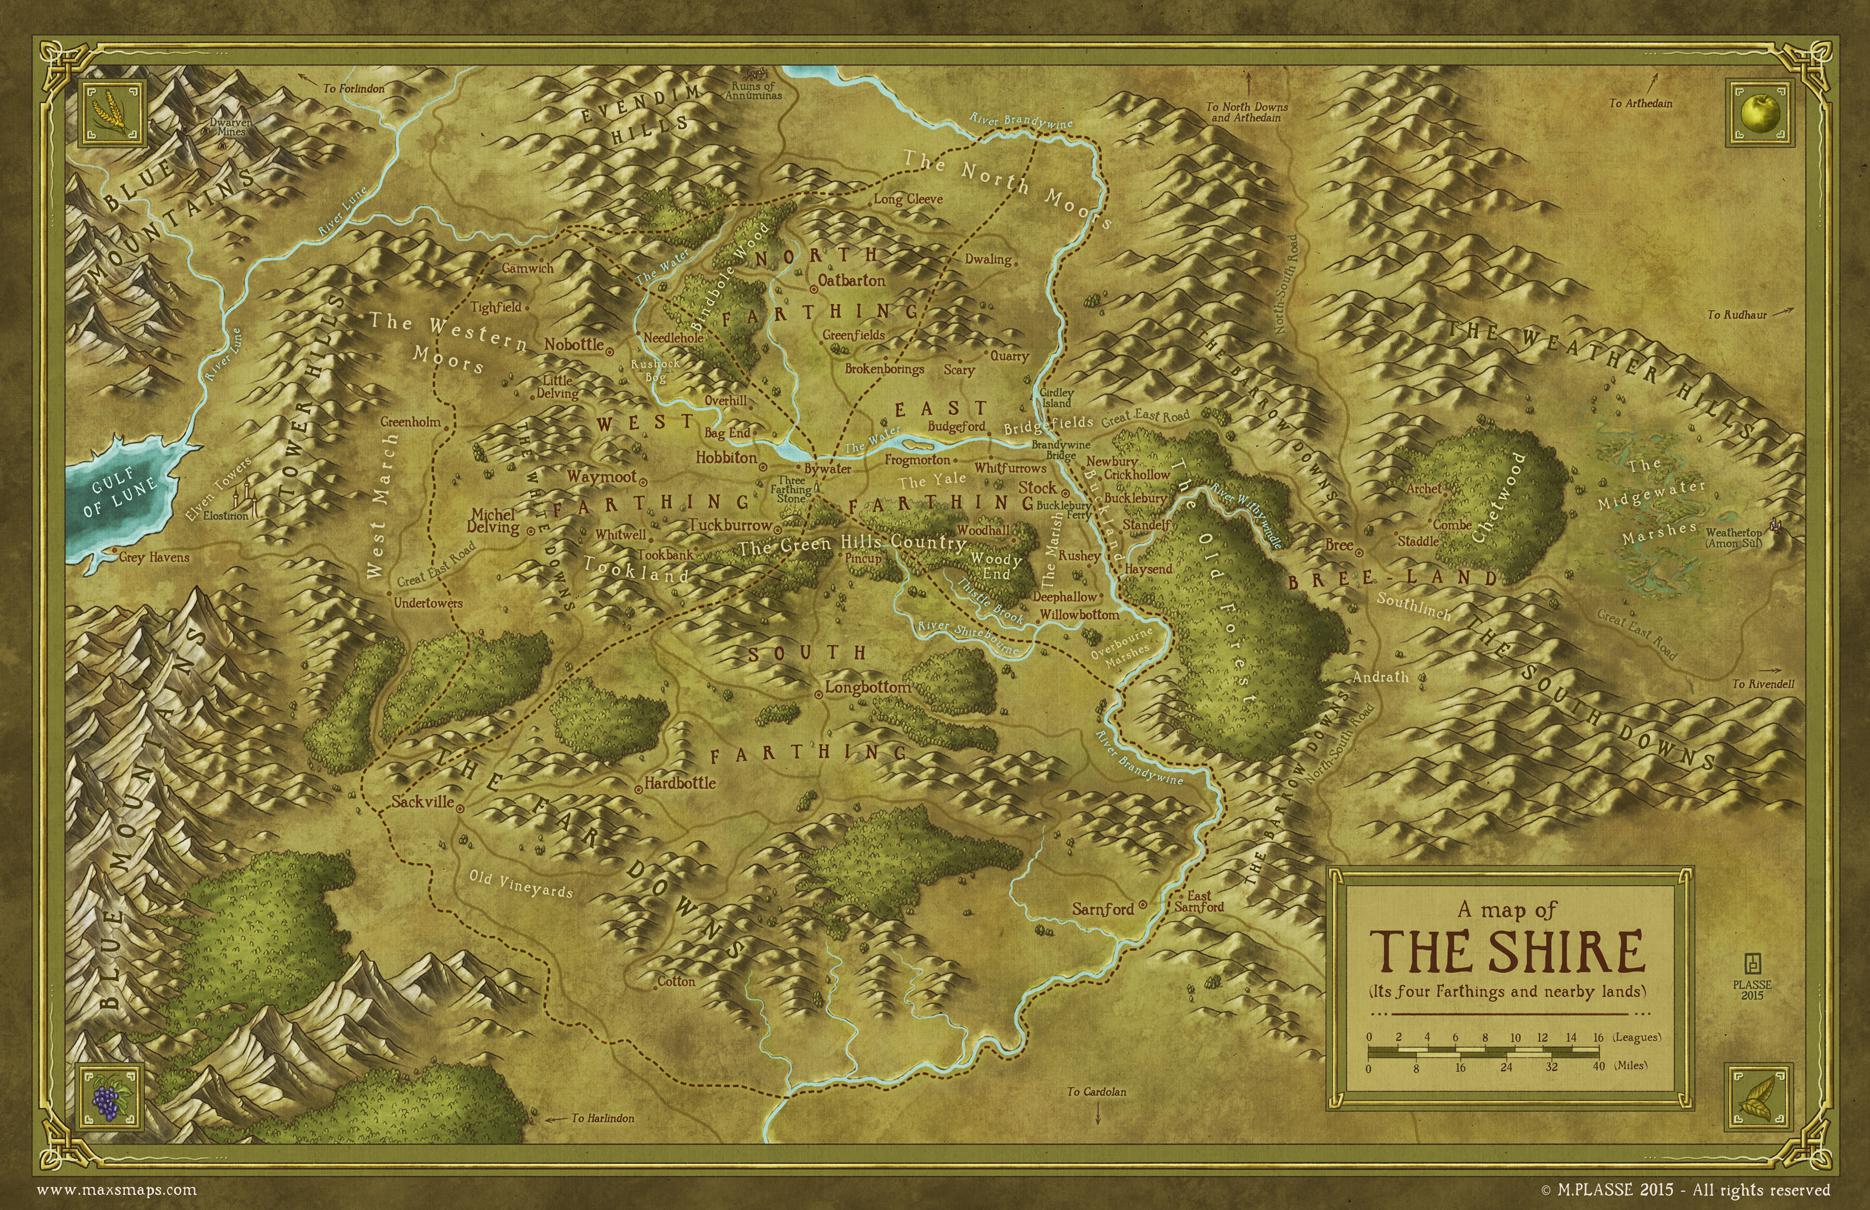 To Forlindon
Ruins of
Annúminas
EVENDIM
HILLS
River Brandywine
To North Downs
and Arthedain
To Arthedain
Dwarven
Mines
BLUE
MOUNTAINS
River Lune
The North Moors
Long Cleeve
Gamwich
The Water
Bindbole Wood
NORTH
Dwaling
Oatbarton
North-South Road
Tighfield
FARTHING
To Rudhaur
The Western
Moors
River Lune
TOWER HILLS
Nobottle
Needlehole
Greenfields
Rushock
Bog
Brokenborings
Scary
Quarry
THE WEATHER HILLS
THE BARROW DOWNS
Little
Delving
Overhill
Girdley
Island
Greenholm
WEST
EAST
Great East Road
Bag End
Budgeford
Bridgefields
The Water
Brandywine
Bridge
Hobbiton
Bywater
Frogmorton
Whitfurrows
Newbury
Crickhollow
GULF
OF LUNE
Elven Towers
Elostirion
West March
THE WHITE DOWNS
Waymoot
Three
Farthing
Stone
The Yale
Stock
Bucklebury
Buckland
River Withywindle
The Old Forest
Archet
Chetwood
The
Midgewater
Marshes
FARTHING
FARTHING
Bucklebury
Ferry
Michel
Delving
Whitwell
Tuckburrow
Woodhall
Standelf
Combe
Staddle
Bree
Weathertop
(Amon Sul)
Grey Havens
Great East Road
Tookbank
The Green Hills Country
Pincup
Woody
End
The Marish
Rushey
Haysend
Tookland
BREE-LAND
Undertowers
Thistle Brook
Deephallow
Willowbottom
Southlinch
Great East Road
River Shirebourne
Overbourne
Marshes
SOUTH
Longbottom
Andrath
THE SOUTH DOWNS
To Rivendell
BLUE MOUNTAINS
FARTHING
River Brandywine
North-South Road
THE BARROW DOWNS
Hardbottle
Sackville
THE FAR DOWNS
Old Vineyards
Sarnford
East
Sarnford
Cotton
To Harlindon
To Cardolan
A map of
THE SHIRE
(Its four Farthings and nearby lands)
0 2 4 6 8 10 12 14 16 (Leagues)
0 8 16 24 32 40 (Miles)
PLASSE
2015
www.maxsmaps.com
© M.PLASSE 2015 - All rights reserved